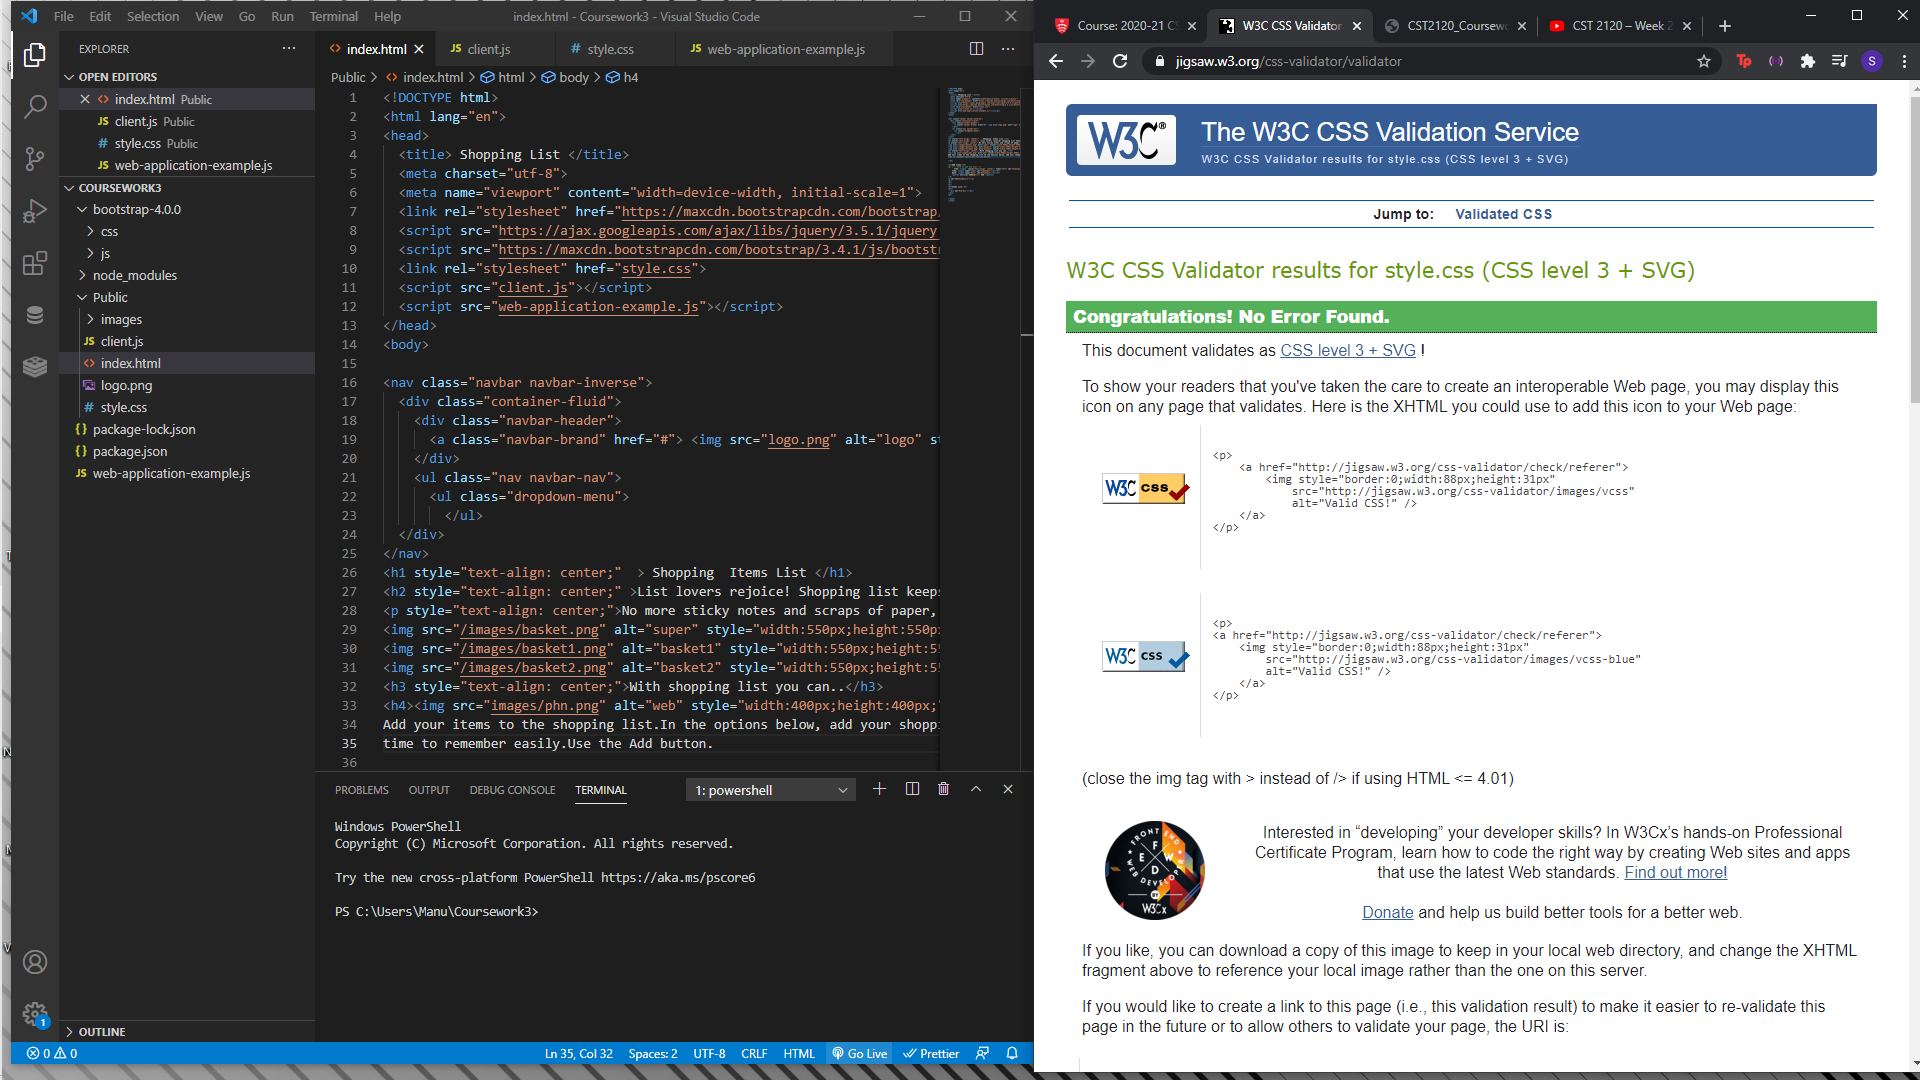 File Edit Selection View Go Run Terminal Help
index.html - Coursework3 - Visual Studio Code
EXPLORER
OPEN EDITORS
index.html Public
JS client.js Public
# style.css Public
JS web-application-example.js
COURSEWORK3
bootstrap-4.0.0
css
js
node_modules
Public
images
JS client.js
index.html
logo.png
# style.css
{} package-lock.json
{} package.json
JS web-application-example.js
OUTLINE
index.html
JS client.js
# style.css
JS web-application-example.js
Public > index.html > html > body > h4
1 <!DOCTYPE html>
2 <html lang="en">
3 <head>
4 <title> Shopping List </title>
5 <meta charset="utf-8">
6 <meta name="viewport" content="width=device-width, initial-scale=1">
7 <link rel="stylesheet" href="https://maxcdn.bootstrapcdn.com/bootstrap/
8 <script src="https://ajax.googleapis.com/ajax/libs/jquery/3.5.1/jquery
9 <script src="https://maxcdn.bootstrapcdn.com/bootstrap/3.4.1/js/bootst
10 <link rel="stylesheet" href="style.css">
11 <script src="client.js"></script>
12 <script src="web-application-example.js"></script>
13 </head>
14 <body>
15
16 <nav class="navbar navbar-inverse">
17 <div class="container-fluid">
18 <div class="navbar-header">
19 <a class="navbar-brand" href="#"> <img src="logo.png" alt="logo" st
20 </div>
21 <ul class="nav navbar-nav">
22 <ul class="dropdown-menu">
23 </ul>
24 </div>
25 </nav>
26 <h1 style="text-align: center;" > Shopping Items List </h1>
27 <h2 style="text-align: center;" >List lovers rejoice! Shopping list keeps
28 <p style="text-align: center;">No more sticky notes and scraps of paper,
29 <img src="/images/basket.png" alt="super" style="width:550px;height:550px
30 <img src="/images/basket1.png" alt="basket1" style="width:550px;height:55
31 <img src="/images/basket2.png" alt="basket2" style="width:550px;height:55
32 <h3 style="text-align: center;">With shopping list you can..</h3>
33 <h4><img src="images/phn.png" alt="web" style="width:400px;height:400px;"
34 Add your items to the shopping list.In the options below, add your shoppi
35 time to remember easily.Use the Add button.
36
PROBLEMS OUTPUT DEBUG CONSOLE TERMINAL
1: powershell
Windows PowerShell
Copyright (C) Microsoft Corporation. All rights reserved.
Try the new cross-platform PowerShell https://aka.ms/pscore6
PS C:\Users\Manu\Coursework3>
1
0 0
Ln 35, Col 32 Spaces: 2 UTF-8 CRLF HTML Go Live Prettier
Course: 2020-21 CS
W3C CSS Validator
CST2120_Coursew
CST 2120 – Week 2
jigsaw.w3.org/css-validator/validator
Tp
S
W3C®
The W3C CSS Validation Service
W3C CSS Validator results for style.css (CSS level 3 + SVG)
Jump to: Validated CSS
W3C CSS Validator results for style.css (CSS level 3 + SVG)
Congratulations! No Error Found.
This document validates as CSS level 3 + SVG !
To show your readers that you've taken the care to create an interoperable Web page, you may display this
icon on any page that validates. Here is the XHTML you could use to add this icon to your Web page:
W3C css
<p>
<a href="http://jigsaw.w3.org/css-validator/check/referer">
<img style="border:0;width:88px;height:31px"
src="http://jigsaw.w3.org/css-validator/images/vcss"
alt="Valid CSS!" />
</a>
</p>
W3C css
<p>
<a href="http://jigsaw.w3.org/css-validator/check/referer">
<img style="border:0;width:88px;height:31px"
src="http://jigsaw.w3.org/css-validator/images/vcss-blue"
alt="Valid CSS!" />
</a>
</p>
(close the img tag with > instead of /> if using HTML <= 4.01)
FRONT END
WEB DEVELOPER
F E W D
BY
W3Cx
Interested in “developing” your developer skills? In W3Cx’s hands-on Professional
Certificate Program, learn how to code the right way by creating Web sites and apps
that use the latest Web standards. Find out more!
Donate and help us build better tools for a better web.
If you like, you can download a copy of this image to keep in your local web directory, and change the XHTML
fragment above to reference your local image rather than the one on this server.
If you would like to create a link to this page (i.e., this validation result) to make it easier to re-validate this
page in the future or to allow others to validate your page, the URI is: